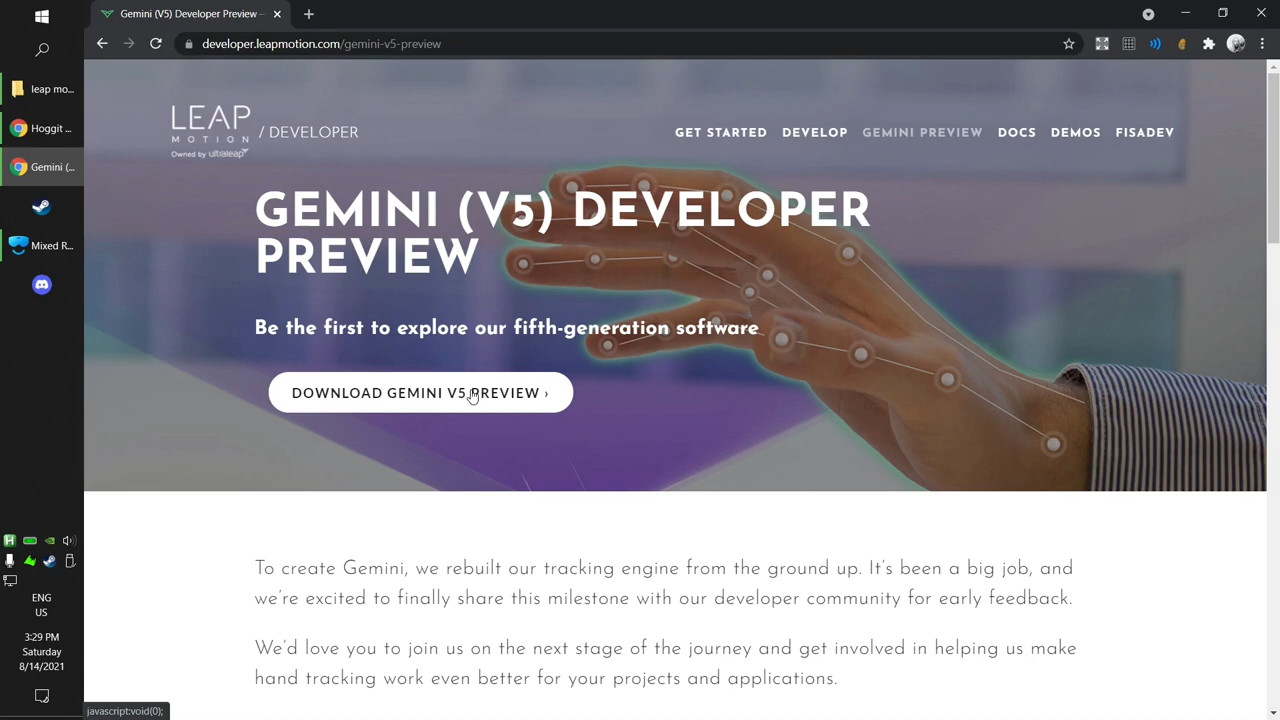 Gemini (V5) Developer Preview
developer.leapmotion.com/gemini-v5-preview
leap mo...
Hoggit ...
Gemini (...
Mixed R...
ENG
US
3:29 PM
Saturday
8/14/2021
LEAP
MOTION
Owned by ultraleap
/ DEVELOPER
GET STARTED
DEVELOP
GEMINI PREVIEW
DOCS
DEMOS
FISADEV
GEMINI (V5) DEVELOPER
PREVIEW
Be the first to explore our fifth-generation software
DOWNLOAD GEMINI V5 PREVIEW ›
To create Gemini, we rebuilt our tracking engine from the ground up. It's been a big job, and
we're excited to finally share this milestone with our developer community for early feedback.
We'd love you to join us on the next stage of the journey and get involved in helping us make
hand tracking work even better for your projects and applications.
javascript:void(0);